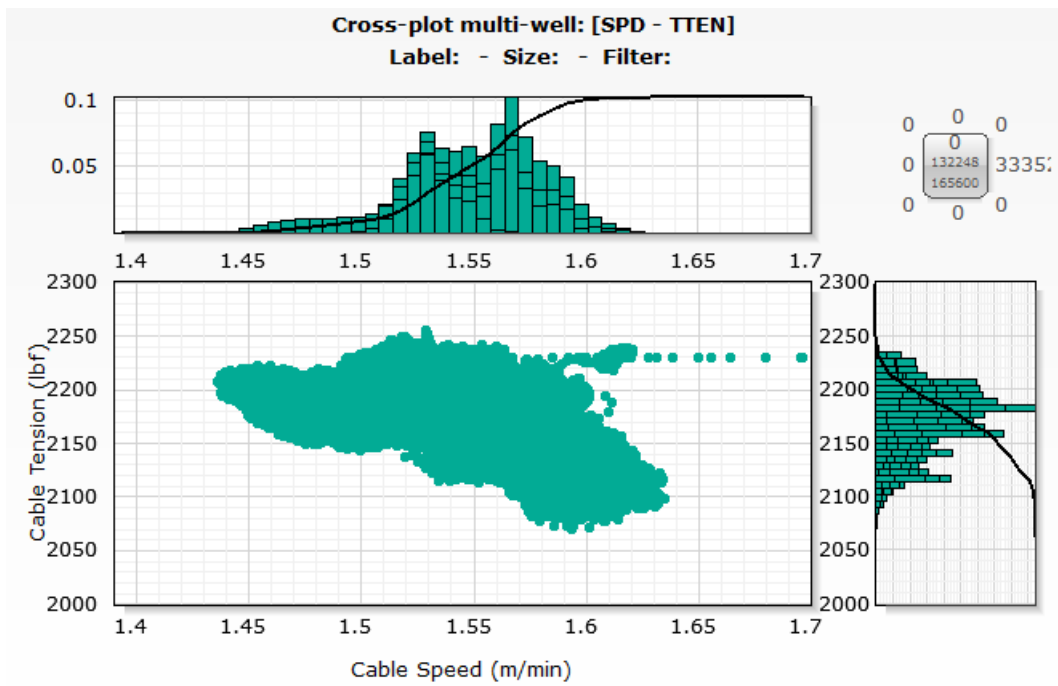 Cross-plot multi-well: [SPD - TTEN]
Label: - Size: - Filter:
0.1
0.05
0 0 0
0
0 132248 33352
165600
0 0 0
1.4 1.45 1.5 1.55 1.6 1.65 1.7
2300 2300
2250 2250
2200 2200
2150 2150
2100 2100
2050 2050
2000 2000
Cable Tension (lbf)
1.4 1.45 1.5 1.55 1.6 1.65 1.7
Cable Speed (m/min)